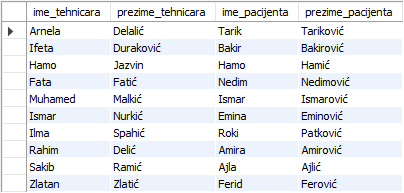 ime_tehnicara prezime_tehnicara ime_pacijenta prezime_pacijenta
Arnela Delalić Tarik Tariković
Ifeta Duraković Bakir Bakirović
Hamo Jazvin Hamo Hamić
Fata Fatić Nedim Nedimović
Muhamed Malkić Ismar Ismarović
Ismar Nurkić Emina Eminović
Ilma Spahić Roki Patković
Rahim Delić Amira Amirović
Sakib Ramić Ajla Ajlić
Zlatan Zlatić Ferid Ferović